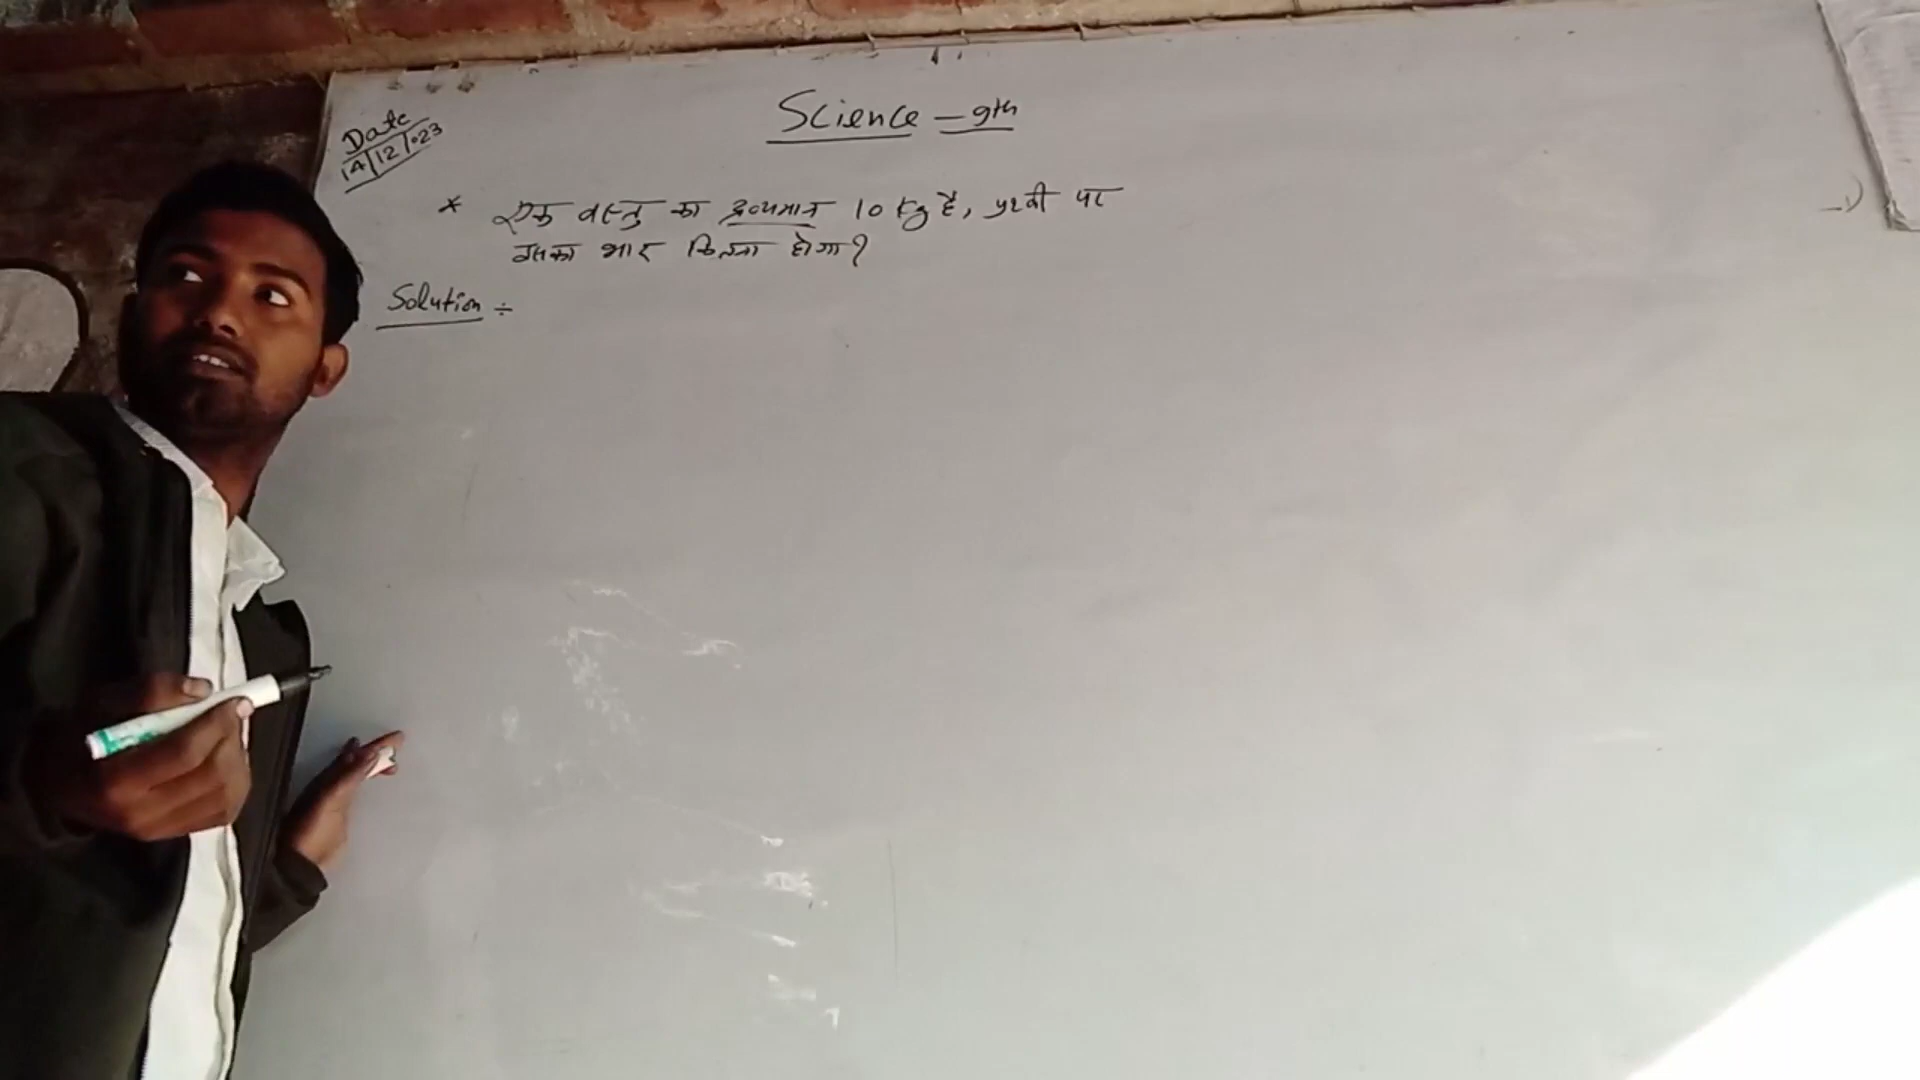 Date
14/12/023
Science - 9th
* एक वस्तु का द्रव्यमान 10 kg है, पृथ्वी पर
उसका भार कितना होगा?
Solution ÷